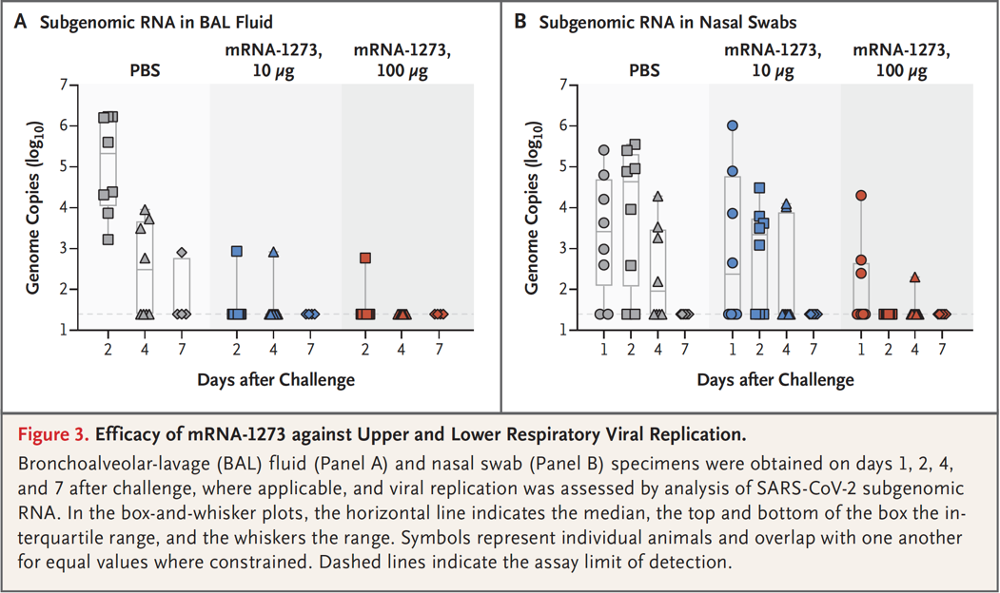 A Subgenomic RNA in BAL Fluid
PBS
mRNA-1273,
10 µg
mRNA-1273,
100 µg
Genome Copies (log10)
7
6
5
4
3
2
1
2 4 7 2 4 7 2 4 7
Days after Challenge
B Subgenomic RNA in Nasal Swabs
PBS
mRNA-1273,
10 µg
mRNA-1273,
100 µg
Genome Copies (log10)
7
6
5
4
3
2
1
1 2 4 7 1 2 4 7 1 2 4 7
Days after Challenge
Figure 3. Efficacy of mRNA-1273 against Upper and Lower Respiratory Viral Replication.
Bronchoalveolar-lavage (BAL) fluid (Panel A) and nasal swab (Panel B) specimens were obtained on days 1, 2, 4,
and 7 after challenge, where applicable, and viral replication was assessed by analysis of SARS-CoV-2 subgenomic
RNA. In the box-and-whisker plots, the horizontal line indicates the median, the top and bottom of the box the in-
terquartile range, and the whiskers the range. Symbols represent individual animals and overlap with one another
for equal values where constrained. Dashed lines indicate the assay limit of detection.